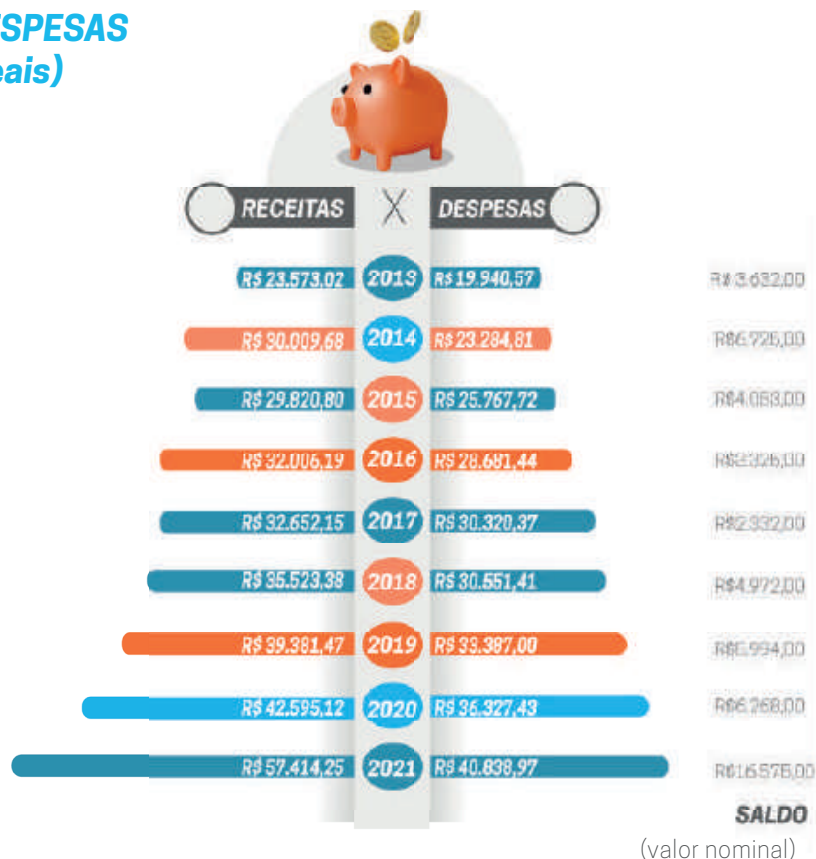 SPESAS
eais)
RECEITAS X DESPESAS
R$ 23.573,02 2013 R$ 19.940,57 R$ 3.632,00
R$ 30.009,68 2014 R$ 23.284,81 R$6.725,00
R$ 29.820,80 2015 R$ 25.767,72 R$4.053,00
R$ 32.006,19 2016 R$ 28.681,44
R$ 32.652,15 2017 R$ 30.320,37 R$2.332,00
R$ 35.523,38 2018 R$ 30.551,41 R$4.972,00
R$ 39.381,47 2019 R$ 33.387,00
R$ 42.595,12 2020 R$ 36.327,43 R$6.268,00
R$ 57.414,25 2021 R$ 40.838,97 R$16.575,00
SALDO
(valor nominal)